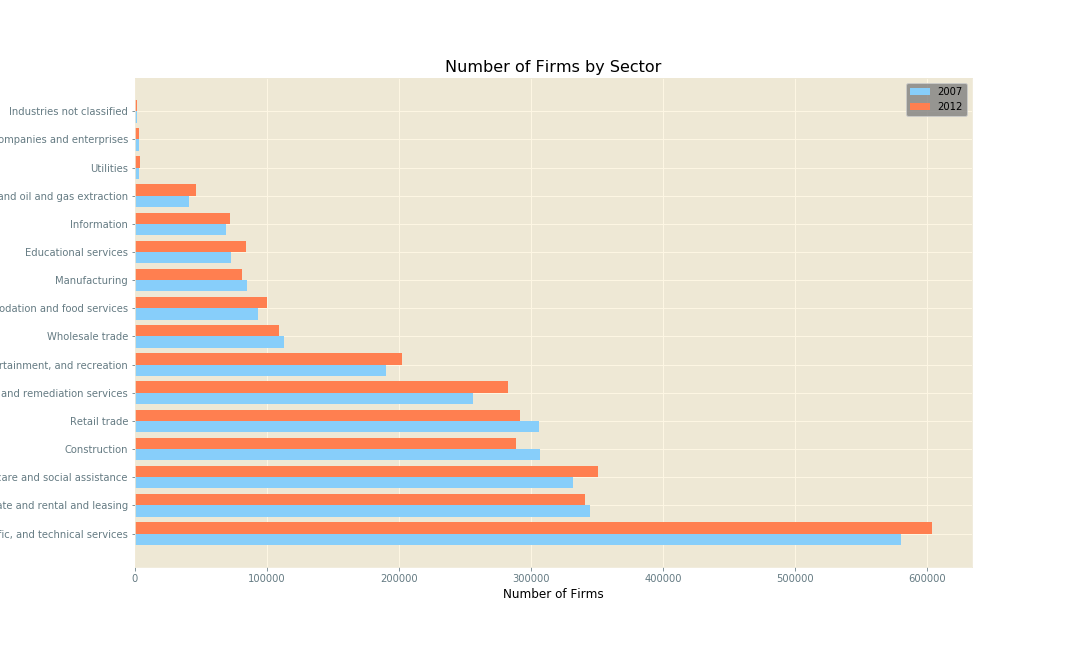 Number of Firms by Sector
2007
2012
Industries not classified
ompanies and enterprises
Utilities
and oil and gas extraction
Information
Educational services
Manufacturing
odation and food services
Wholesale trade
rtainment, and recreation
and remediation services
Retail trade
Construction
care and social assistance
ate and rental and leasing
fic, and technical services
0 100000 200000 300000 400000 500000 600000
Number of Firms